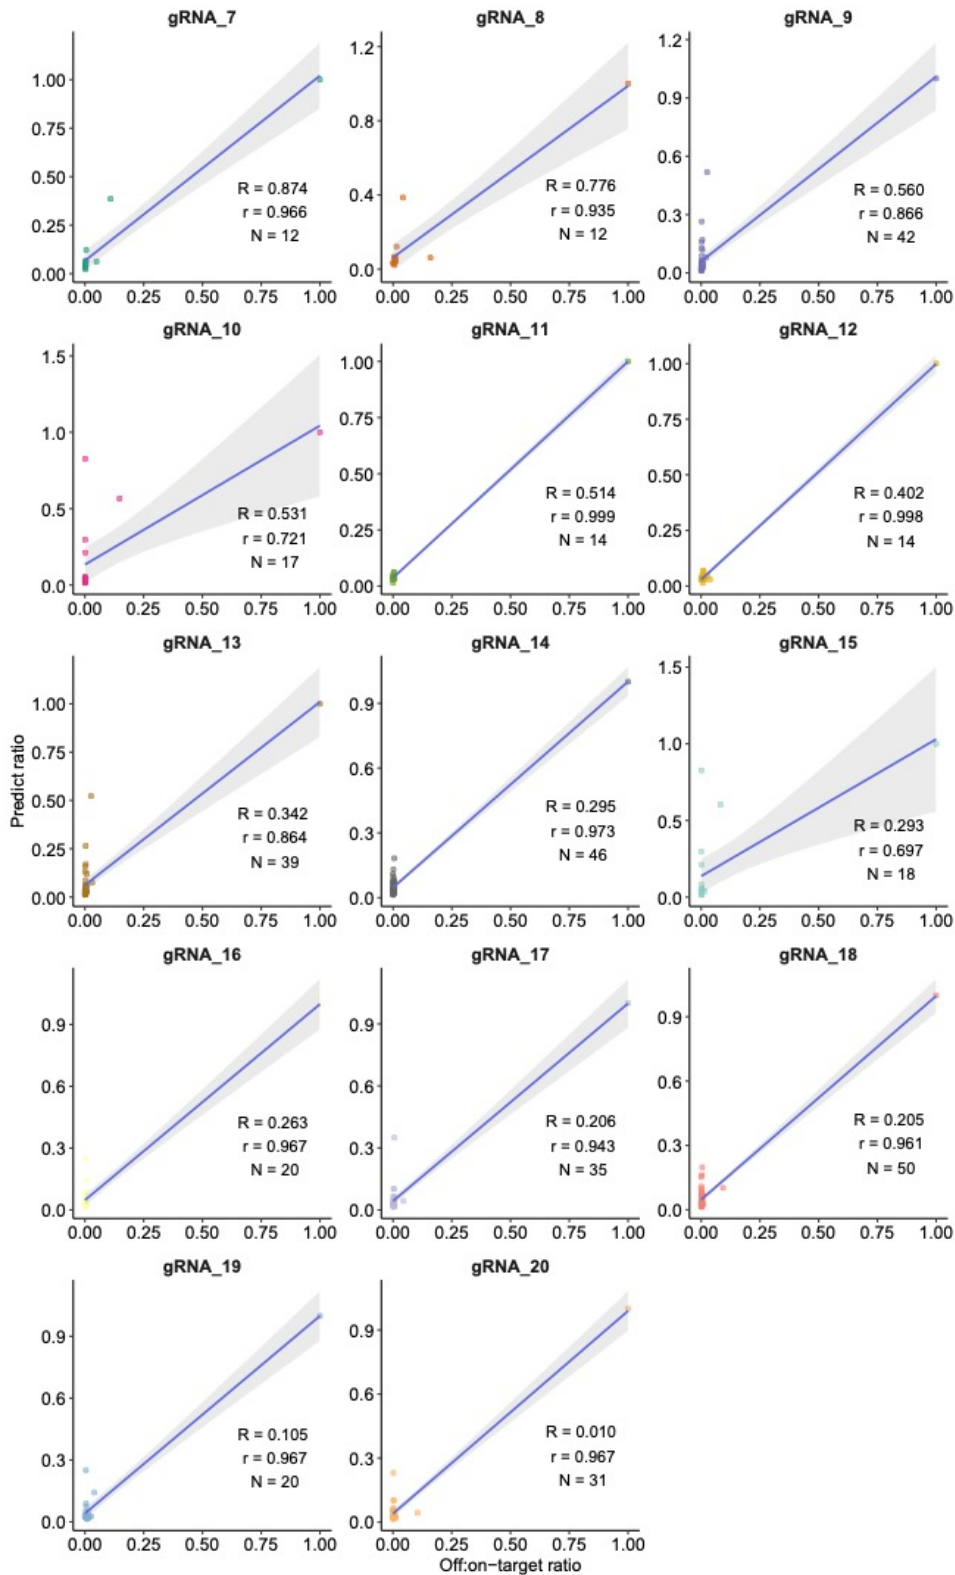 gRNA_7
1.00
0.75
0.50
0.25
0.00
R = 0.874
r = 0.966
N = 12
0.00 0.25 0.50 0.75 1.00
gRNA_8
1.2
0.8
0.4
0.0
R = 0.776
r = 0.935
N = 12
0.00 0.25 0.50 0.75 1.00
gRNA_9
1.2
0.9
0.6
0.3
0.0
R = 0.560
r = 0.866
N = 42
0.00 0.25 0.50 0.75 1.00
gRNA_10
1.5
1.0
0.5
0.0
R = 0.531
r = 0.721
N = 17
0.00 0.25 0.50 0.75 1.00
gRNA_11
1.00
0.75
0.50
0.25
0.00
R = 0.514
r = 0.999
N = 14
0.00 0.25 0.50 0.75 1.00
gRNA_12
1.00
0.75
0.50
0.25
0.00
R = 0.402
r = 0.998
N = 14
0.00 0.25 0.50 0.75 1.00
Predict ratio
gRNA_13
1.00
0.75
0.50
0.25
0.00
R = 0.342
r = 0.864
N = 39
0.00 0.25 0.50 0.75 1.00
gRNA_14
0.9
0.6
0.3
0.0
R = 0.295
r = 0.973
N = 46
0.00 0.25 0.50 0.75 1.00
gRNA_15
1.5
1.0
0.5
0.0
R = 0.293
r = 0.697
N = 18
0.00 0.25 0.50 0.75 1.00
gRNA_16
0.9
0.6
0.3
0.0
R = 0.263
r = 0.967
N = 20
0.00 0.25 0.50 0.75 1.00
gRNA_17
0.9
0.6
0.3
0.0
R = 0.206
r = 0.943
N = 35
0.00 0.25 0.50 0.75 1.00
gRNA_18
0.9
0.6
0.3
0.0
R = 0.205
r = 0.961
N = 50
0.00 0.25 0.50 0.75 1.00
gRNA_19
0.9
0.6
0.3
0.0
R = 0.105
r = 0.967
N = 20
0.00 0.25 0.50 0.75 1.00
gRNA_20
0.9
0.6
0.3
0.0
R = 0.010
r = 0.967
N = 31
0.00 0.25 0.50 0.75 1.00
Off:on−target ratio